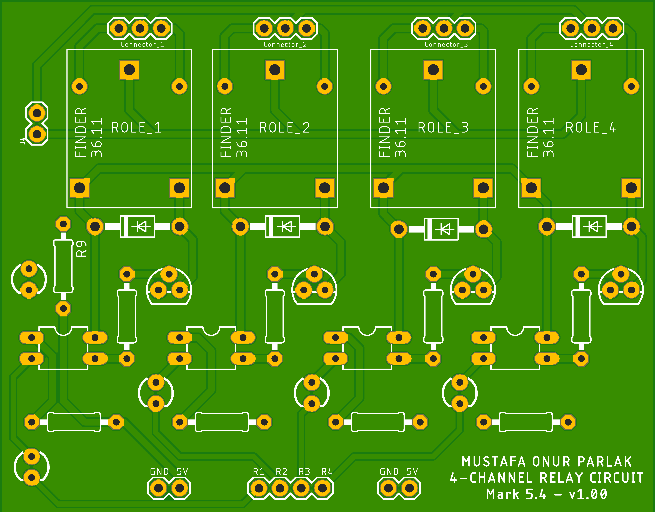 Connector_1
Connector_2
Connector_3
Connector_4
FINDER
36.11
ROLE_1
FINDER
36.11
ROLE_2
FINDER
36.11
ROLE_3
FINDER
36.11
ROLE_4
R9
GND 5V
R1 R2 R3 R4
GND 5V
MUSTAFA ONUR PARLAK
4-CHANNEL RELAY CIRCUIT
Mark 5.4 - v1.00